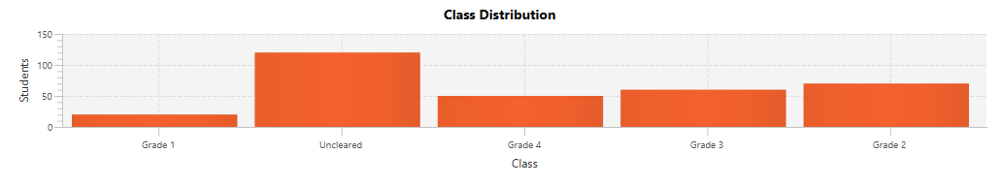 Class Distribution
150
100
50
0
Students
Grade 1
Uncleared
Grade 4
Grade 3
Grade 2
Class